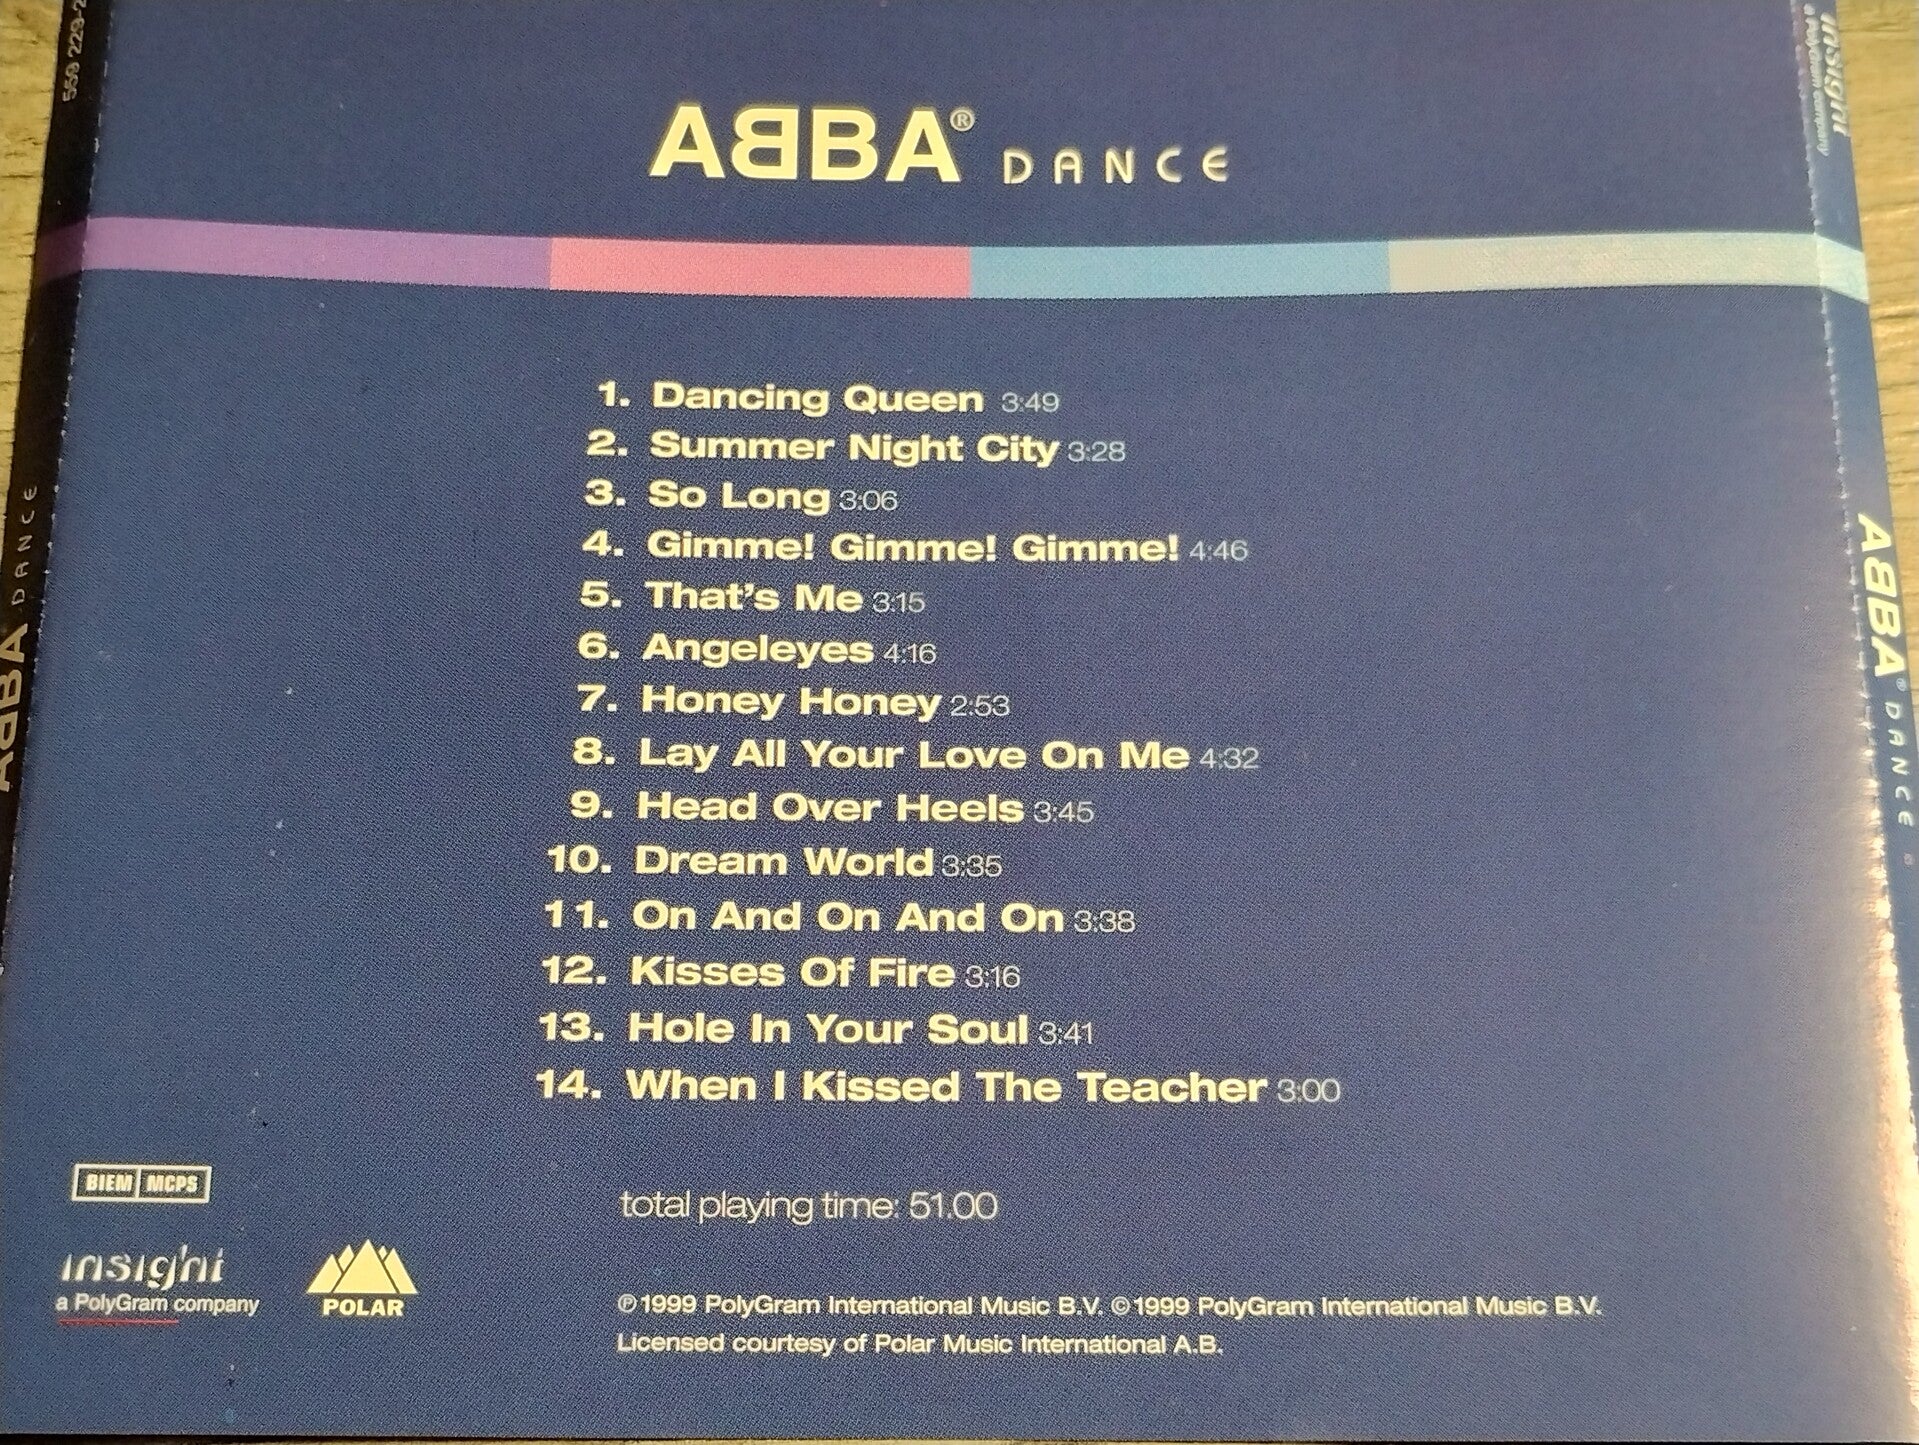 ABBA® DANCE
1. Dancing Queen 3:49
2. Summer Night City 3:28
3. So Long 3:06
4. Gimme! Gimme! Gimme! 4:46
5. That's Me 3:15
6. Angeleyes 4:16
7. Honey Honey 2:53
8. Lay All Your Love On Me 4:32
9. Head Over Heels 3:45
10. Dream World 3:35
11. On And On And On 3:38
12. Kisses Of Fire 3:16
13. Hole In Your Soul 3:41
14. When I Kissed The Teacher 3:00
total playing time: 51.00
BIEM MCPS
insight
a PolyGram company
POLAR
℗ 1999 PolyGram International Music B.V. © 1999 PolyGram International Music B.V.
Licensed courtesy of Polar Music International A.B.
ABBA DANCE
insight
a PolyGram company
ABBA® DANCE